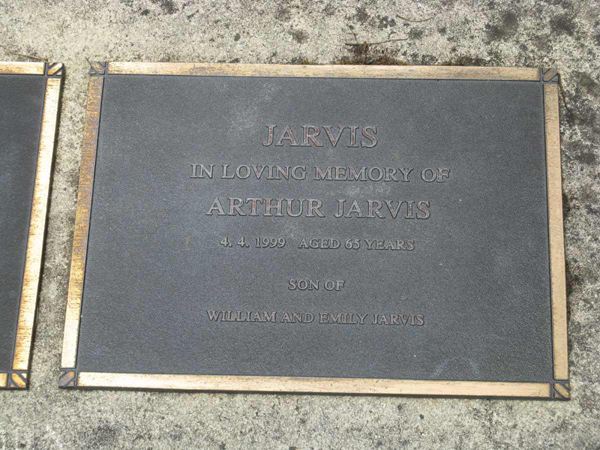 JARVIS
IN LOVING MEMORY OF
ARTHUR JARVIS
4. 4. 1999 AGED 65 YEARS
SON OF
WILLIAM AND EMILY JARVIS